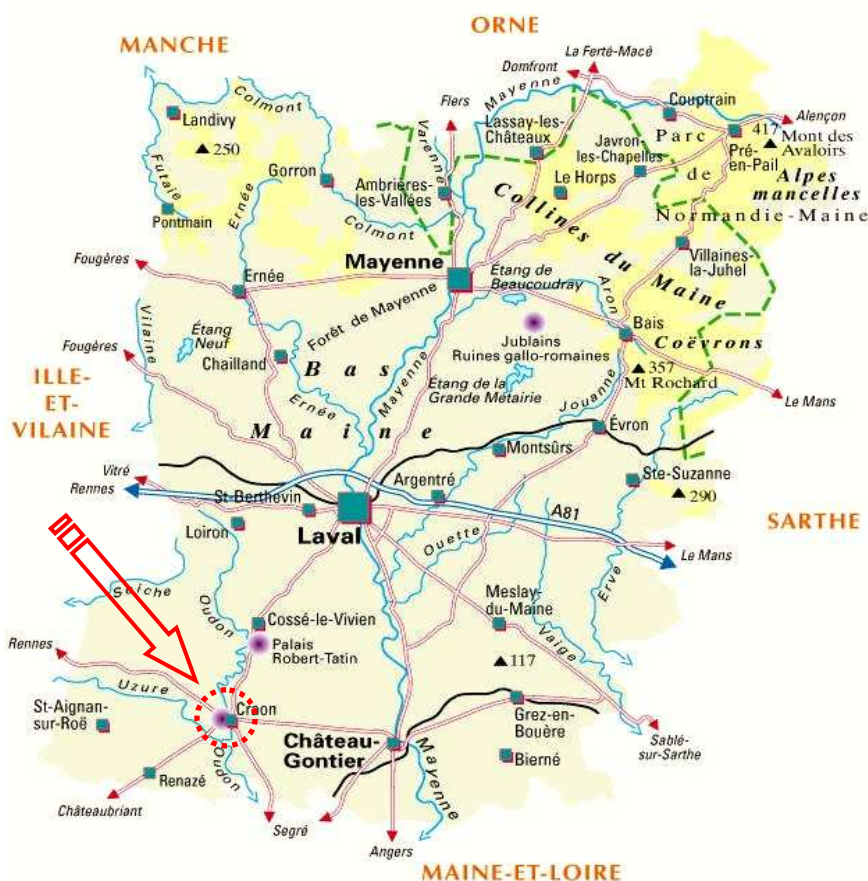 ORNE
MANCHE
La Ferté-Macé
Domfront
Mayenne
Colmont
Flers
Couptrain
Alençon
Landivy
Varenne
Lassay-les-
Châteaux
Parc
417
Mont des
Avaloirs
250
Javron-
les-Chapelles
Pré-
en-Pail
Futaie
Gorron
Le Horps
de
Alpes
mancelles
Ernée
Ambrières-
les-Vallées
Collines
Pontmain
Colmont
Normandie-Maine
du
Villaines-
la-Juhel
Fougères
Mayenne
Étang de
Beaucoudray
Maine
Ernée
Aron
Forêt de Mayenne
Vilaine
Étang
Neuf
Jublains
Ruines gallo-romaines
Bais
Coëvrons
Fougères
Chailland
Bas
Mayenne
357
Mt Rochard
ILLE-
ET-
VILAINE
Étang de la
Grande Métairie
Jouanne
Le Mans
Ernée
Maine
Évron
Montsûrs
Vitré
Rennes
St-Berthevin
Argentré
Ste-Suzanne
290
Laval
A81
SARTHE
Loiron
Ouette
Le Mans
Erve
Seiche
Oudon
Meslay-
du-Maine
Cossé-le-Vivien
Vaige
Rennes
Palais
Robert-Tatin
117
Uzure
St-Aignan-
sur-Roë
Craon
Grez-en-
Bouère
Château-
Gontier
Sablé-
sur-Sarthe
Oudon
Mayenne
Bierné
Renazé
Châteaubriant
Segré
Angers
MAINE-ET-LOIRE